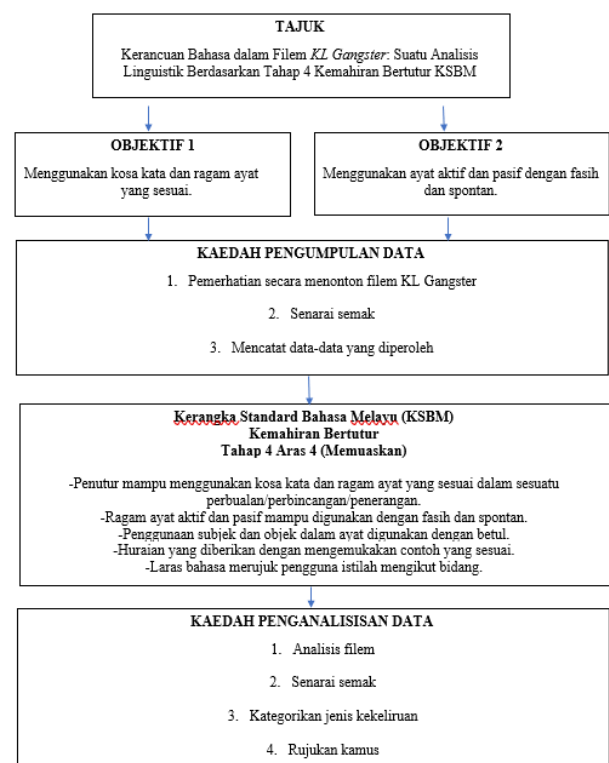 TAJUK
Kerancuan Bahasa dalam Filem KL Gangster: Suatu Analisis
Linguistik Berdasarkan Tahap 4 Kemahiran Bertutur KSBM
OBJEKTIF 1
Menggunakan kosa kata dan ragam ayat
yang sesuai.
OBJEKTIF 2
Menggunakan ayat aktif dan pasif dengan fasih
dan spontan.
KAEDAH PENGUMPULAN DATA
1. Pemerhatian secara menonton filem KL Gangster
2. Senarai semak
3. Mencatat data-data yang diperoleh
Kerangka Standard Bahasa Melayu (KSBM)
Kemahiran Bertutur
Tahap 4 Aras 4 (Memuaskan)
-Penutur mampu menggunakan kosa kata dan ragam ayat yang sesuai dalam sesuatu
perbualan/perbincangan/penerangan.
-Ragam ayat aktif dan pasif mampu digunakan dengan fasih dan spontan.
-Penggunaan subjek dan objek dalam ayat digunakan dengan betul.
-Huraian yang diberikan dengan mengemukakan contoh yang sesuai.
-Laras bahasa merujuk pengguna istilah mengikut bidang.
KAEDAH PENGANALISISAN DATA
1. Analisis filem
2. Senarai semak
3. Kategorikan jenis kekeliruan
4. Rujukan kamus